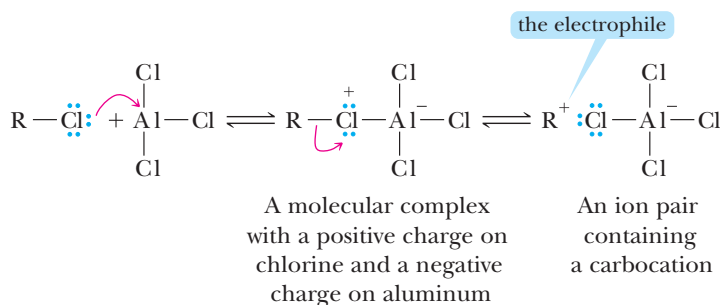 the electrophile
Cl Cl + Cl
R—Cl: + Al—Cl ⇌ R—Cl—Al⁻—Cl ⇌ R⁺ :Cl—Al⁻—Cl
Cl Cl Cl
A molecular complex An ion pair
with a positive charge on containing
chlorine and a negative a carbocation
charge on aluminum